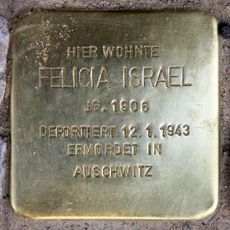 HIER WOHNTE
FELICIA ISRAEL
JG. 1906
DEPORTIERT 12.1.1943
ERMORDET IN
AUSCHWITZ